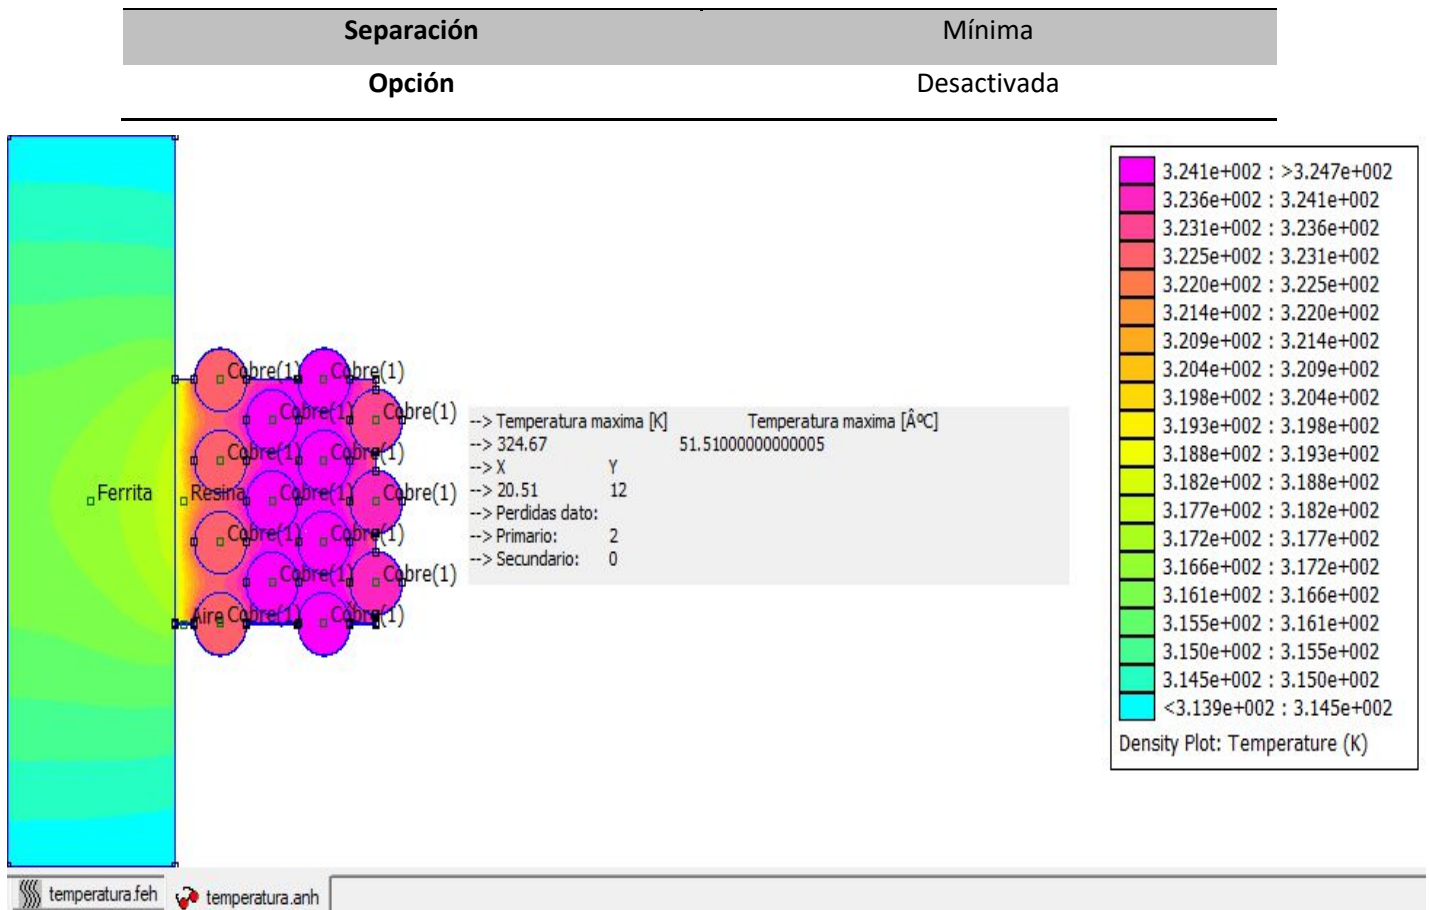 Separación Mínima
Opción Desactivada
Cobre(1) Cobre(1)
Cobre(1) Cobre(1)
Cobre(1) Cobre(1)
Ferrita Resina Cobre(1) Cobre(1)
Cobre(1) Cobre(1)
Cobre(1) Cobre(1)
Aire Cobre(1) Cobre(1)
--> Temperatura maxima [K] Temperatura maxima [ÂºC]
--> 324.67 51.51000000000005
--> X Y
--> 20.51 12
--> Perdidas dato:
--> Primario: 2
--> Secundario: 0
3.241e+002 : >3.247e+002
3.236e+002 : 3.241e+002
3.231e+002 : 3.236e+002
3.225e+002 : 3.231e+002
3.220e+002 : 3.225e+002
3.214e+002 : 3.220e+002
3.209e+002 : 3.214e+002
3.204e+002 : 3.209e+002
3.198e+002 : 3.204e+002
3.193e+002 : 3.198e+002
3.188e+002 : 3.193e+002
3.182e+002 : 3.188e+002
3.177e+002 : 3.182e+002
3.172e+002 : 3.177e+002
3.166e+002 : 3.172e+002
3.161e+002 : 3.166e+002
3.155e+002 : 3.161e+002
3.150e+002 : 3.155e+002
3.145e+002 : 3.150e+002
<3.139e+002 : 3.145e+002
Density Plot: Temperature (K)
temperatura.feh temperatura.anh